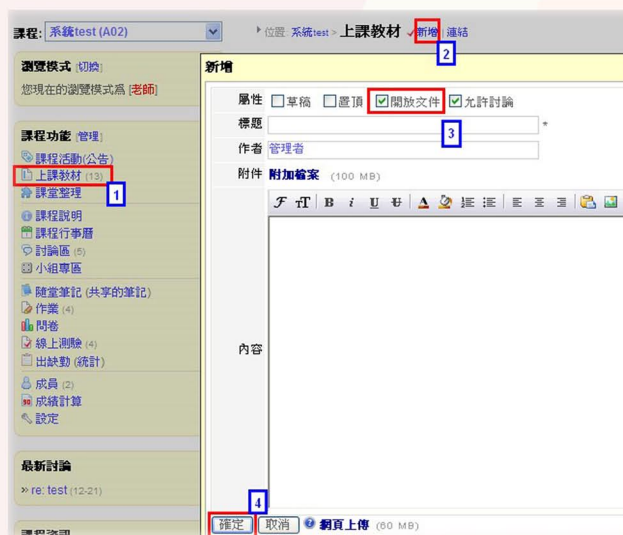 課程: 系統test (A02)
位置: 系統test > 上課教材 新增 | 連結
2
瀏覽模式 [切換]
您現在的瀏覽模式為 [老師]
課程功能 [管理]
課程活動(公告)
上課教材 (13)
1
課堂整理
課程說明
課程行事曆
討論區 (5)
小組專區
隨堂筆記 (共享的筆記)
作業 (4)
問卷
線上測驗 (4)
出缺勤 (統計)
成員 (2)
成績計算
設定
最新討論
» re: test (12-21)
課程資訊
新增
屬性 草稿 置頂 開放文件 允許討論
3
標題 *
作者 管理者
附件 附加檔案 (100 MB)
F TT B i U U A
內容
4
確定 取消 網頁上傳 (60 MB)